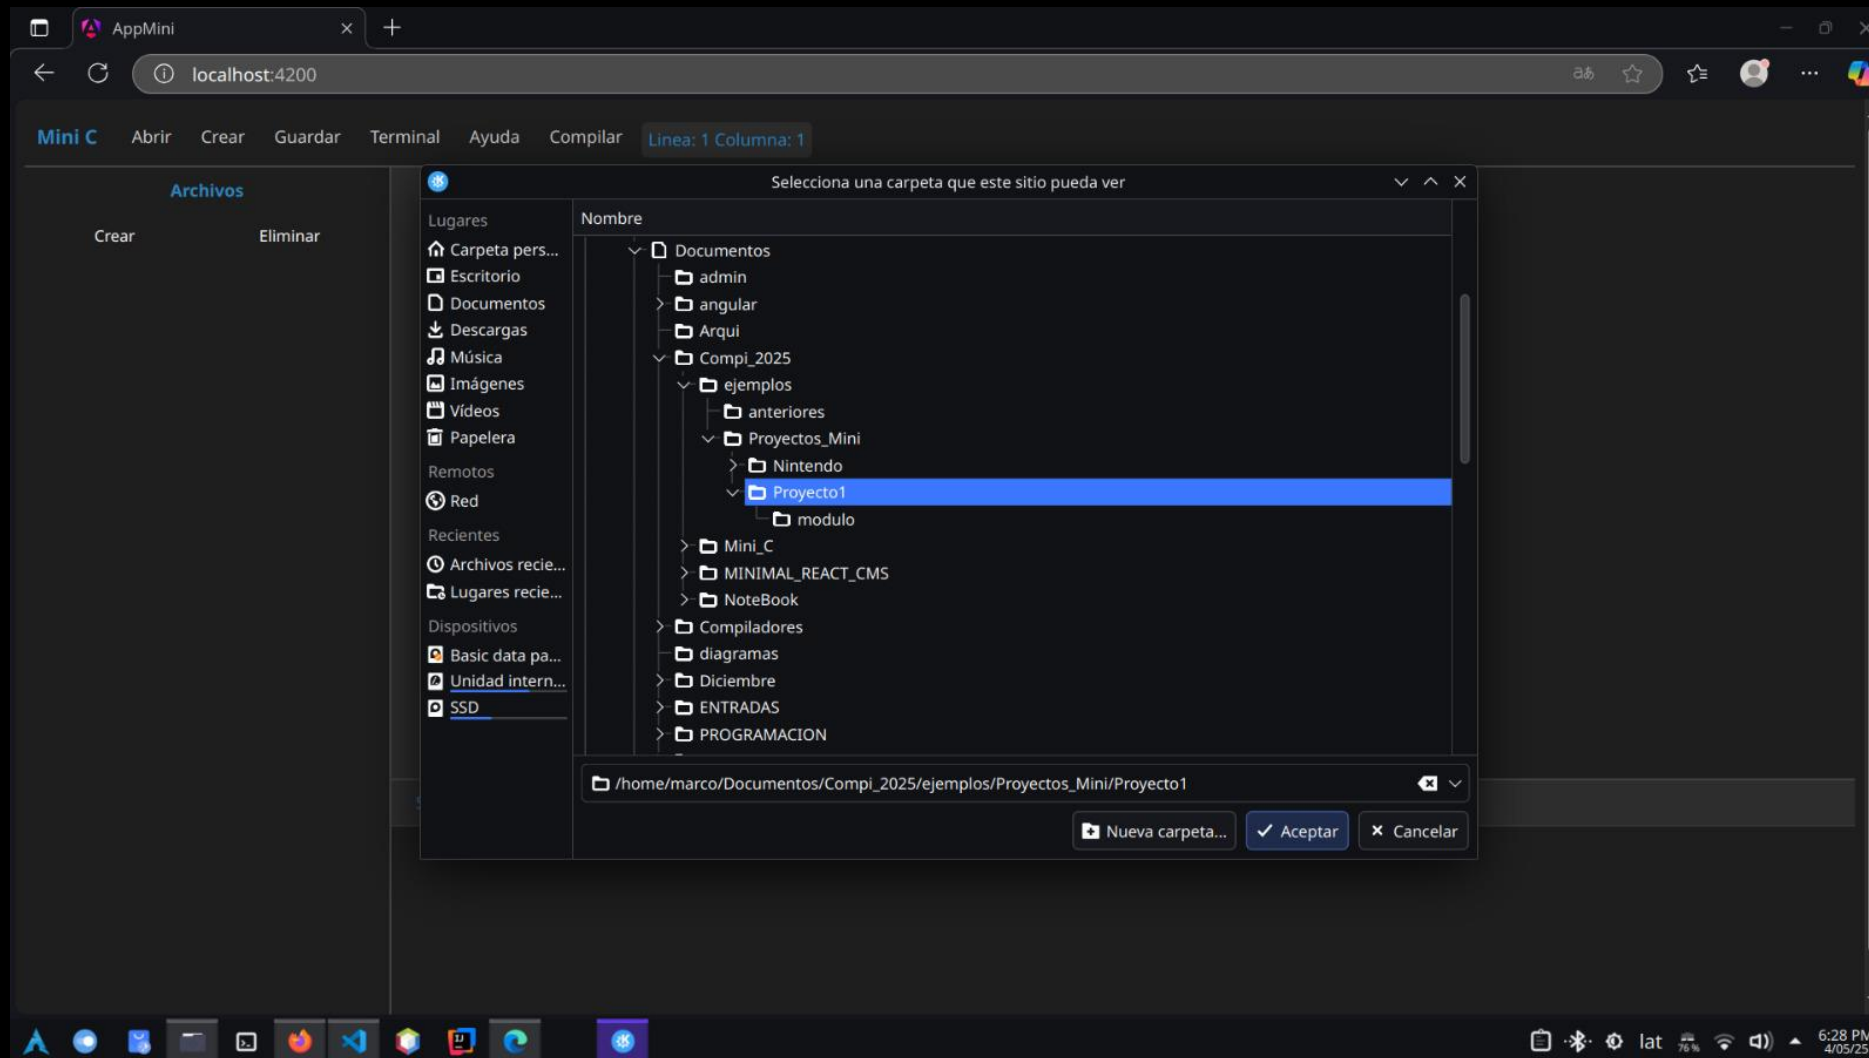 AppMini
localhost:4200
Mini C Abrir Crear Guardar Terminal Ayuda Compilar Linea: 1 Columna: 1
Archivos
Crear Eliminar
Selecciona una carpeta que este sitio pueda ver
Lugares
Carpeta pers...
Escritorio
Documentos
Descargas
Música
Imágenes
Vídeos
Papelera
Remotos
Red
Recientes
Archivos recie...
Lugares recie...
Dispositivos
Basic data pa...
Unidad intern...
SSD
Nombre
Documentos
admin
angular
Arqui
Compi_2025
ejemplos
anteriores
Proyectos_Mini
Nintendo
Proyecto1
modulo
Mini_C
MINIMAL_REACT_CMS
NoteBook
Compiladores
diagramas
Diciembre
ENTRADAS
PROGRAMACION
/home/marco/Documentos/Compi_2025/ejemplos/Proyectos_Mini/Proyecto1
Nueva carpeta... Aceptar Cancelar
lat 76% 6:28 PM
4/05/25